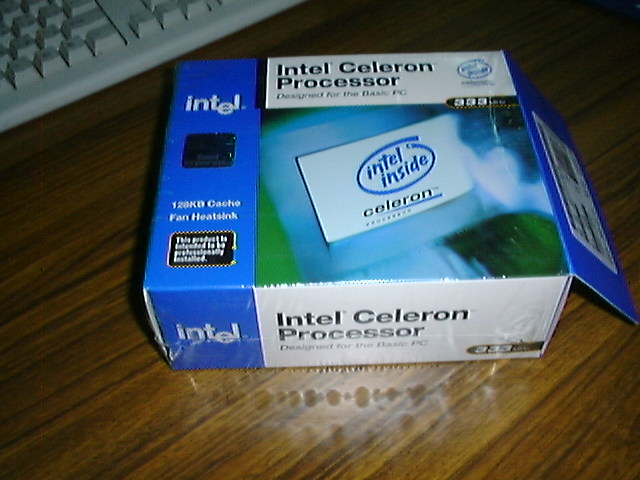 Intel Celeron
Processor
Designed for the Basic PC
333
intel
intel
inside
celeron
PROCESSOR
128KB Cache
Fan Heatsink
This product is
intended to be
professionally
installed.
intel
Intel Celeron
Processor
Designed for the Basic PC
333